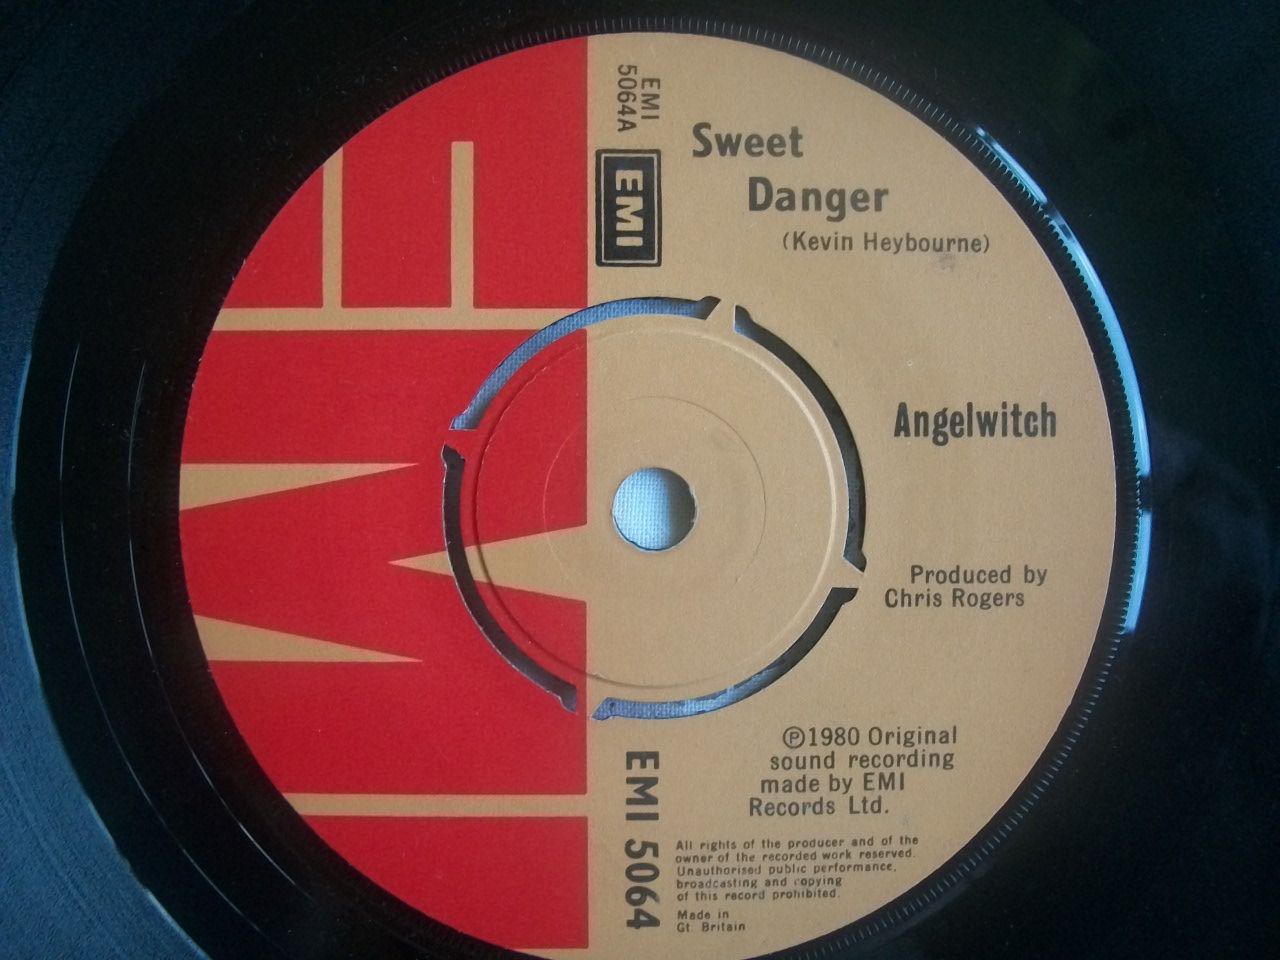 EMI
5064A
EMI
Sweet
Danger
(Kevin Heybourne)
Angelwitch
Produced by
Chris Rogers
℗1980 Original
sound recording
made by EMI
Records Ltd.
EMI 5064
All rights of the producer and of the
owner of the recorded work reserved.
Unauthorised public performance,
broadcasting and copying
of this record prohibited.
Made in
Gt Britain
EMI